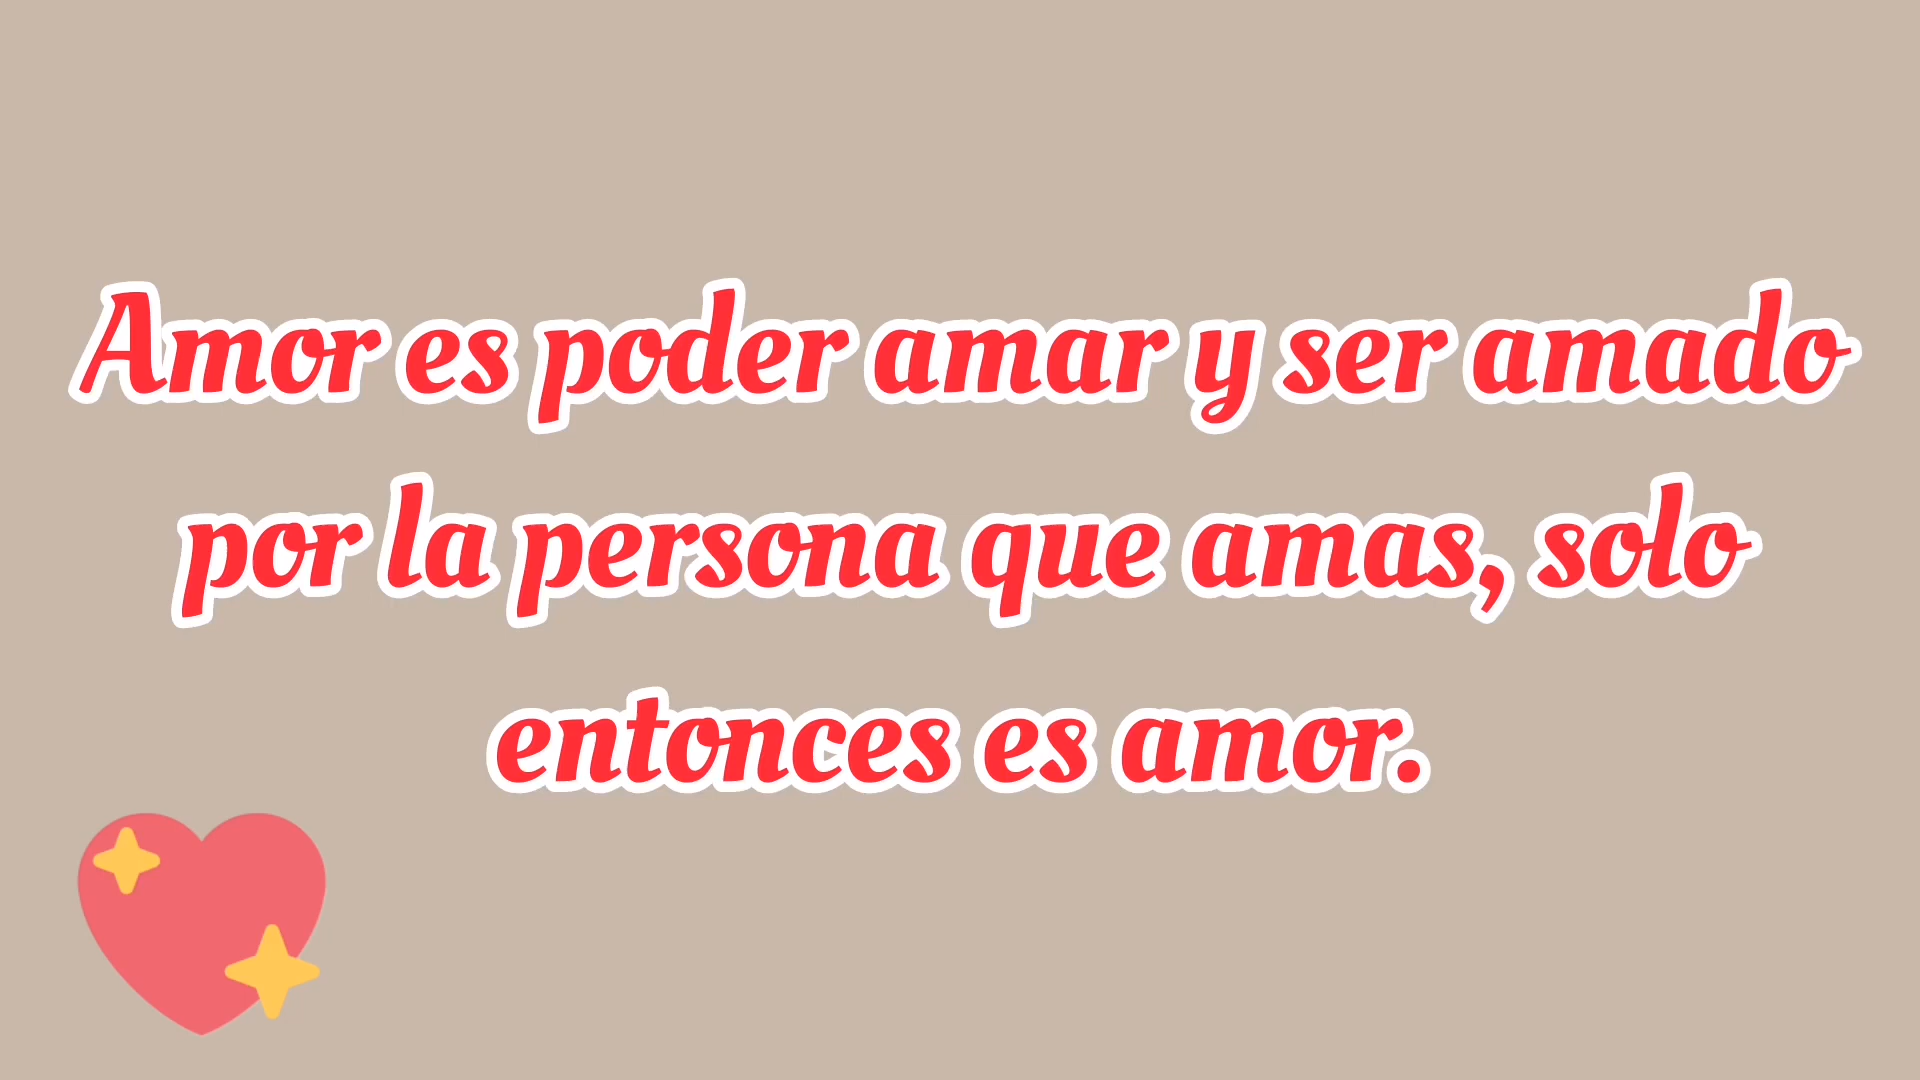 Amor es poder amar y ser amado
por la persona que amas, solo
entonces es amor.